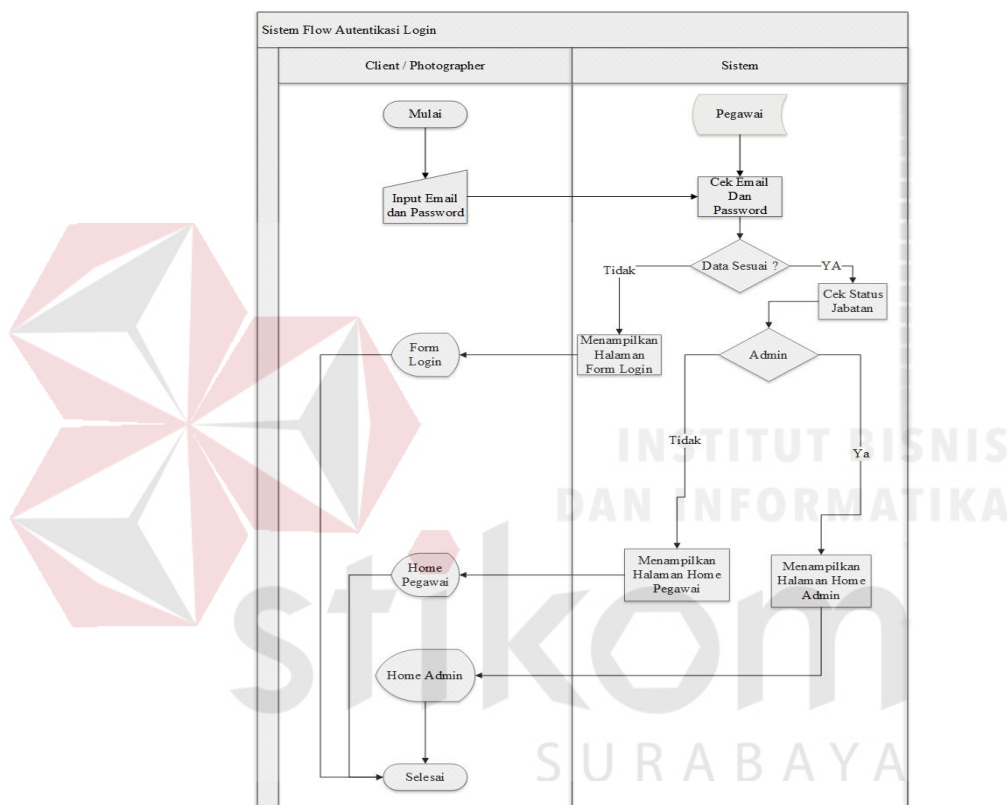 Sistem Flow Autentikasi Login
Client / Photographer
Sistem
Mulai
Pegawai
Input Email
dan Password
Cek Email
Dan
Password
Data Sesuai ?
Tidak
YA
Cek Status
Jabatan
Form
Login
Menampilkan
Halaman
Form Login
Admin
Tidak
Ya
INSTITUT BISNIS
DAN INFORMATIKA
Home
Pegawai
Menampilkan
Halaman Home
Pegawai
Menampilkan
Halaman Home
Admin
stikom
Home Admin
Selesai
SURABAYA